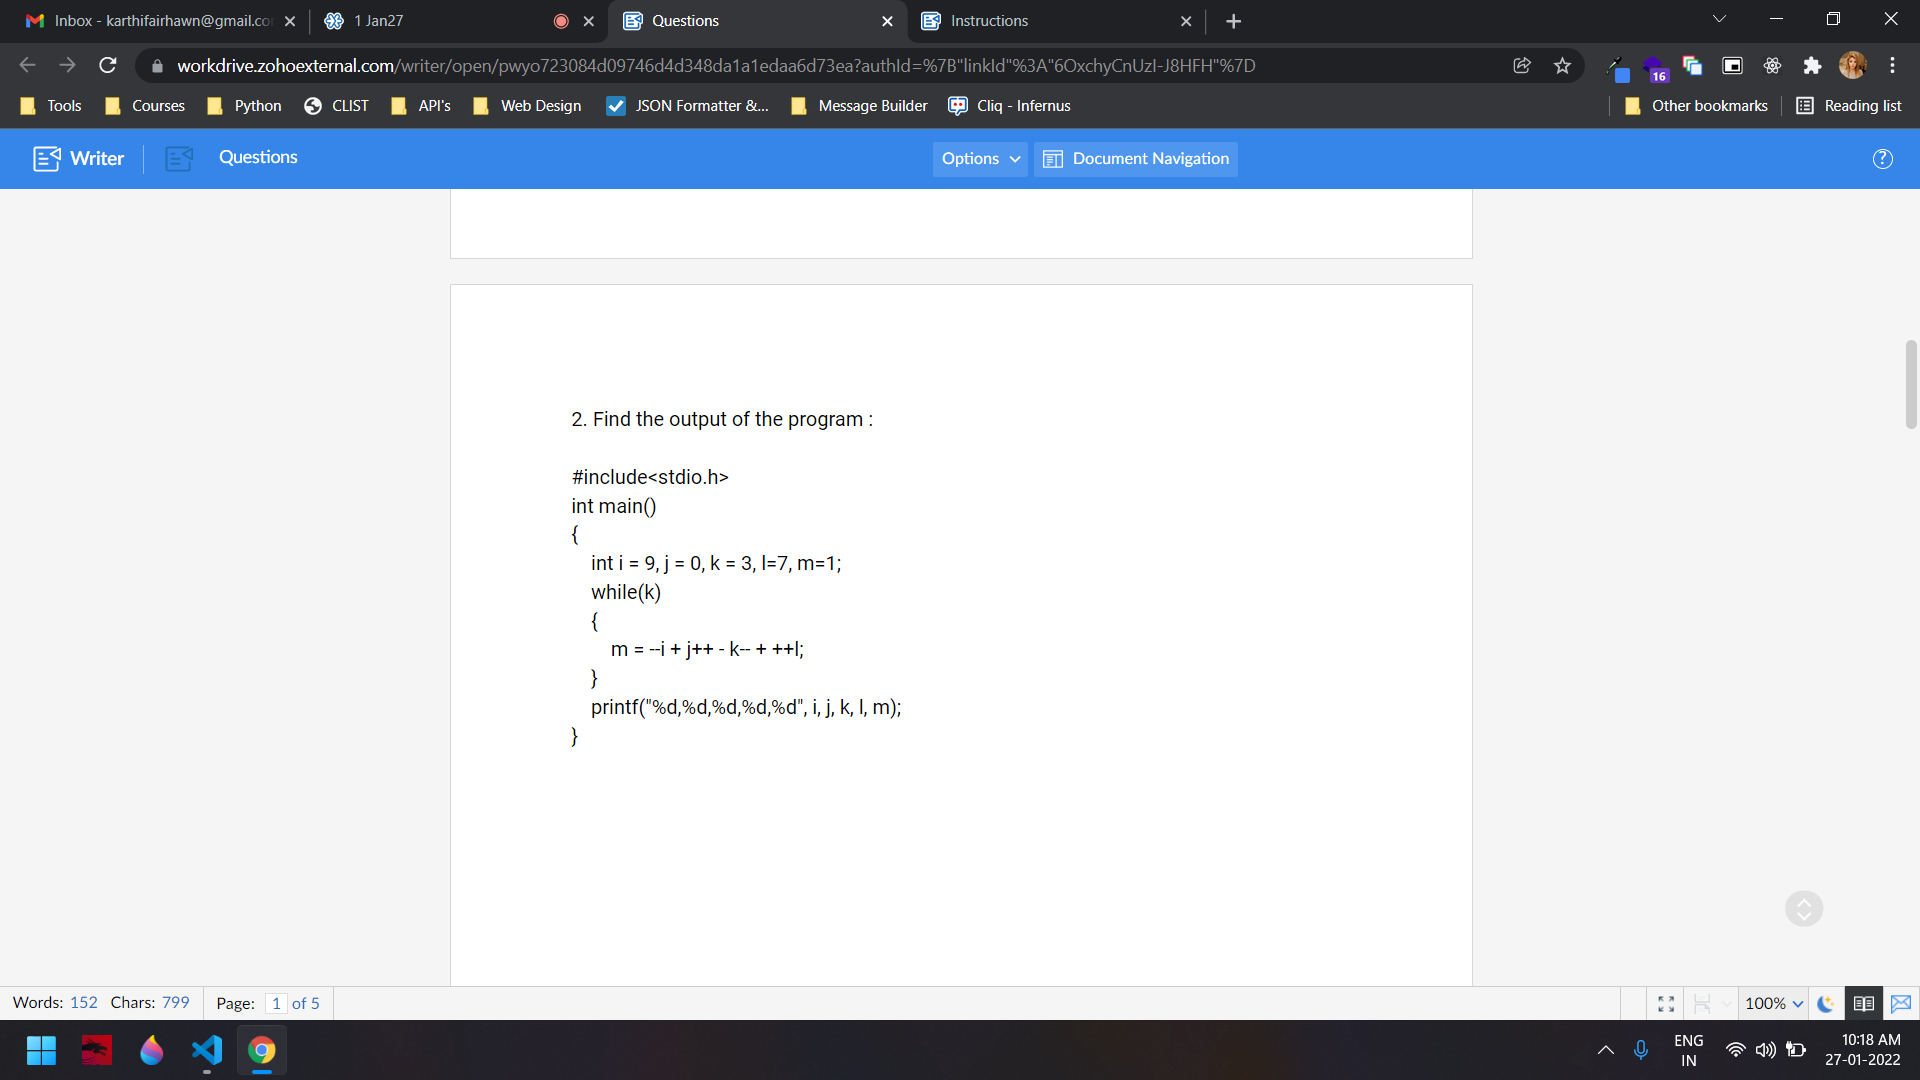 Inbox - karthifairhawn@gmail.co
1 Jan27
Questions
Instructions
workdrive.zohoexternal.com/writer/open/pwyo723084d09746d4d348da1a1edaa6d73ea?authId=%7B"linkId"%3A"6OxchyCnUzI-J8HFH"%7D
16
Tools
Courses
Python
CLIST
API's
Web Design
JSON Formatter &...
Message Builder
Cliq - Infernus
Other bookmarks
Reading list
Writer
Questions
Options
Document Navigation
?
2. Find the output of the program :
#include<stdio.h>
int main()
{
int i = 9, j = 0, k = 3, l=7, m=1;
while(k)
{
m = --i + j++ - k-- + ++l;
}
printf("%d,%d,%d,%d,%d", i, j, k, l, m);
}
Words: 152 Chars: 799 Page: 1 of 5
100%
ENG
IN
10:18 AM
27-01-2022